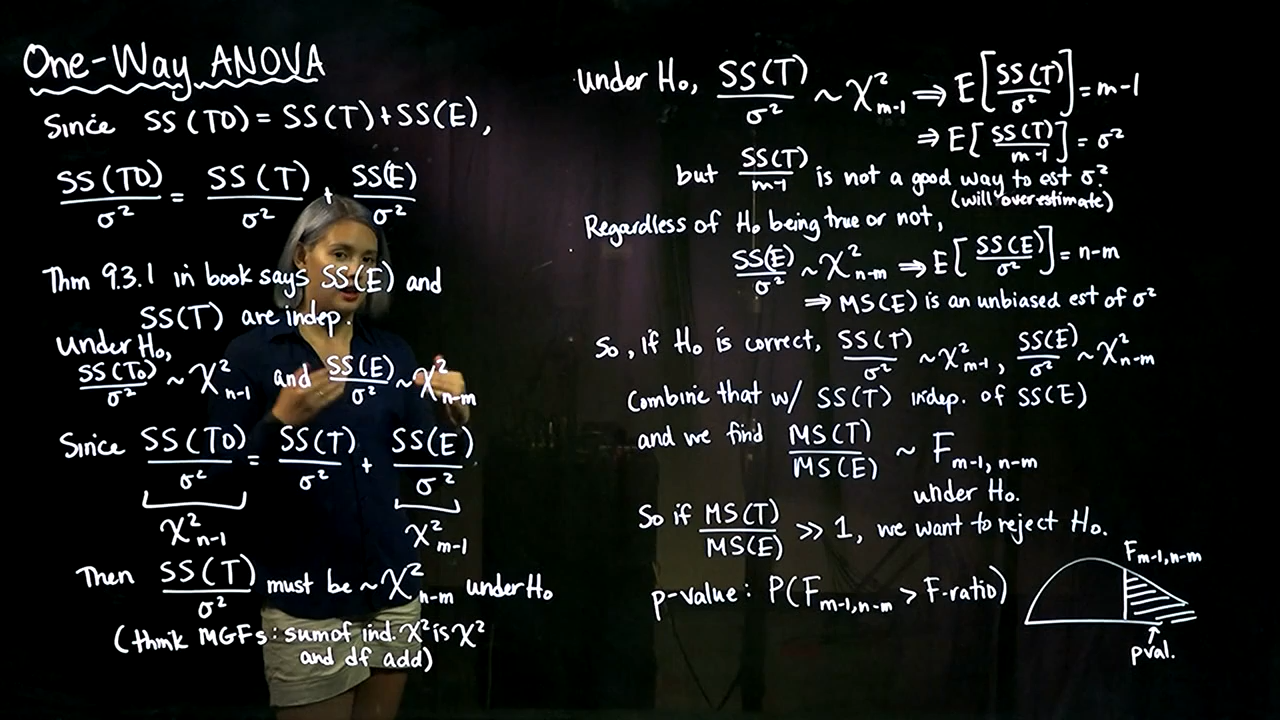 One-Way ANOVA
Since SS(TO) = SS(T) + SS(E),
SS(TO)/σ² = SS(T)/σ² + SS(E)/σ²
Thm 9.3.1 in book says SS(E) and
SS(T) are indep.
Under H₀,
SS(TO)/σ² ~ χ²ₙ₋₁ and SS(E)/σ² ~ χ²ₙ₋ₘ
Since SS(TO)/σ² = SS(T)/σ² + SS(E)/σ²
χ²ₙ₋₁ χ²ₘ₋₁
Then SS(T)/σ² must be ~ χ²ₙ₋ₘ under H₀
(think MGFs: sum of ind. χ² is χ²
and df add)
under H₀, SS(T)/σ² ~ χ²ₘ₋₁ ⇒ E[SS(T)/σ²] = m-1
⇒ E[SS(T)/m-1] = σ²
but SS(T)/m-1 is not a good way to est σ².
(will overestimate)
Regardless of H₀ being true or not,
SS(E)/σ² ~ χ²ₙ₋ₘ ⇒ E[SS(E)/σ²] = n-m
⇒ MS(E) is an unbiased est of σ²
So, if H₀ is correct, SS(T)/σ² ~ χ²ₘ₋₁, SS(E)/σ² ~ χ²ₙ₋ₘ
Combine that w/ SS(T) indep. of SS(E)
and we find MS(T)/MS(E) ~ Fₘ₋₁,ₙ₋ₘ
under H₀.
So if MS(T)/MS(E) >> 1, we want to reject H₀.
Fₘ₋₁,ₙ₋ₘ
p-value: P(Fₘ₋₁,ₙ₋ₘ > F-ratio)
pval.